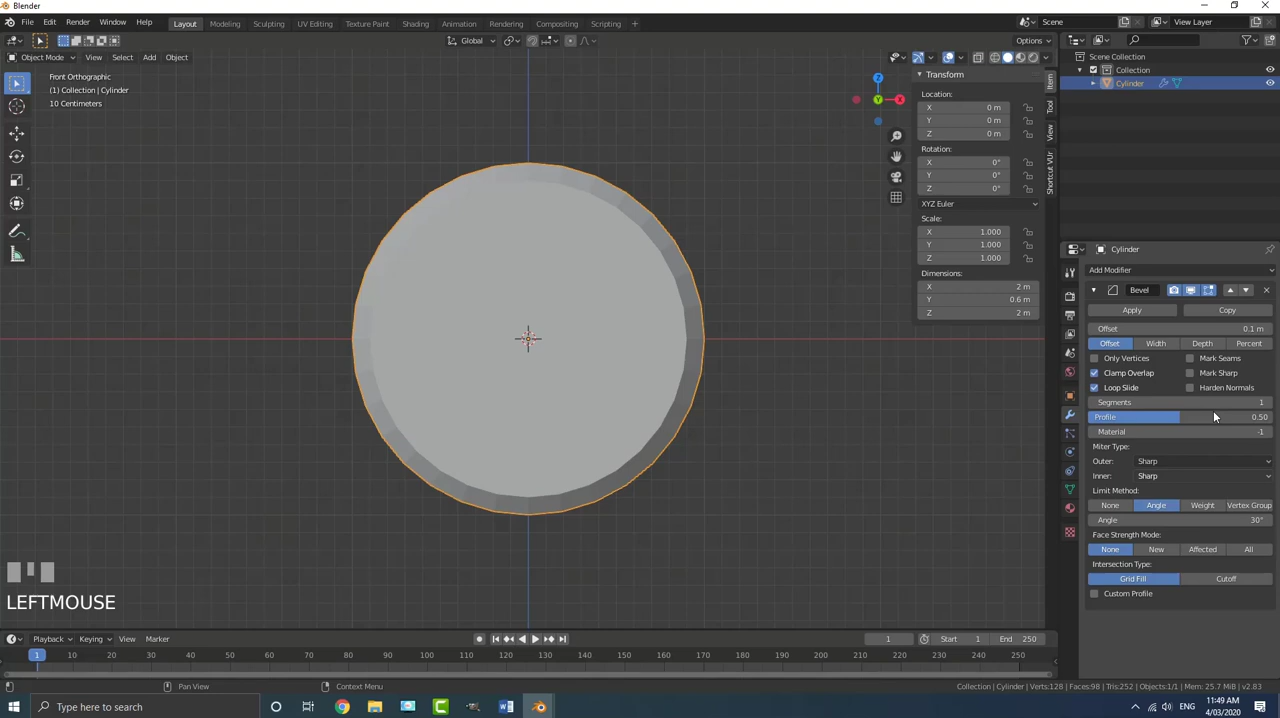 Blender
File Edit Render Window Help
Layout Modeling Sculpting UV Editing Texture Paint Shading Animation Rendering Compositing Scripting +
Scene
View Layer
Global
Options
Object Mode View Select Add Object
Front Orthographic
(1) Collection | Cylinder
10 Centimeters
Z
Y
X
Transform
Location:
X 0 m
Y 0 m
Z 0 m
Rotation:
X 0°
Y 0°
Z 0°
XYZ Euler
Scale:
X 1.000
Y 1.000
Z 1.000
Dimensions:
X 2 m
Y 0.6 m
Z 2 m
Item
Tool
View
Shortcut VUr
Scene Collection
Collection
Cylinder
Cylinder
Add Modifier
Bevel
Apply Copy
Offset 0.1 m
Offset Width Depth Percent
Only Vertices Mark Seams
Clamp Overlap Mark Sharp
Loop Slide Harden Normals
Segments 1
Profile 0.50
Material -1
Miter Type:
Outer: Sharp
Inner: Sharp
Limit Method:
None Angle Weight Vertex Group
Angle 30°
Face Strength Mode:
None New Affected All
Intersection Type:
Grid Fill Cutoff
Custom Profile
LEFTMOUSE
Playback Keying View Marker
1 Start 1 End 250
1 10 20 30 40 50 60 70 80 90 100 110 120 130 140 150 160 170 180 190 200 210 220 230 240 250
Pan View
Context Menu
Collection | Cylinder | Verts:128 | Faces:98 | Tris:252 | Objects:1/1 | Mem: 25.7 MiB | v2.83
Type here to search
ENG
11:49 AM
4/03/2020